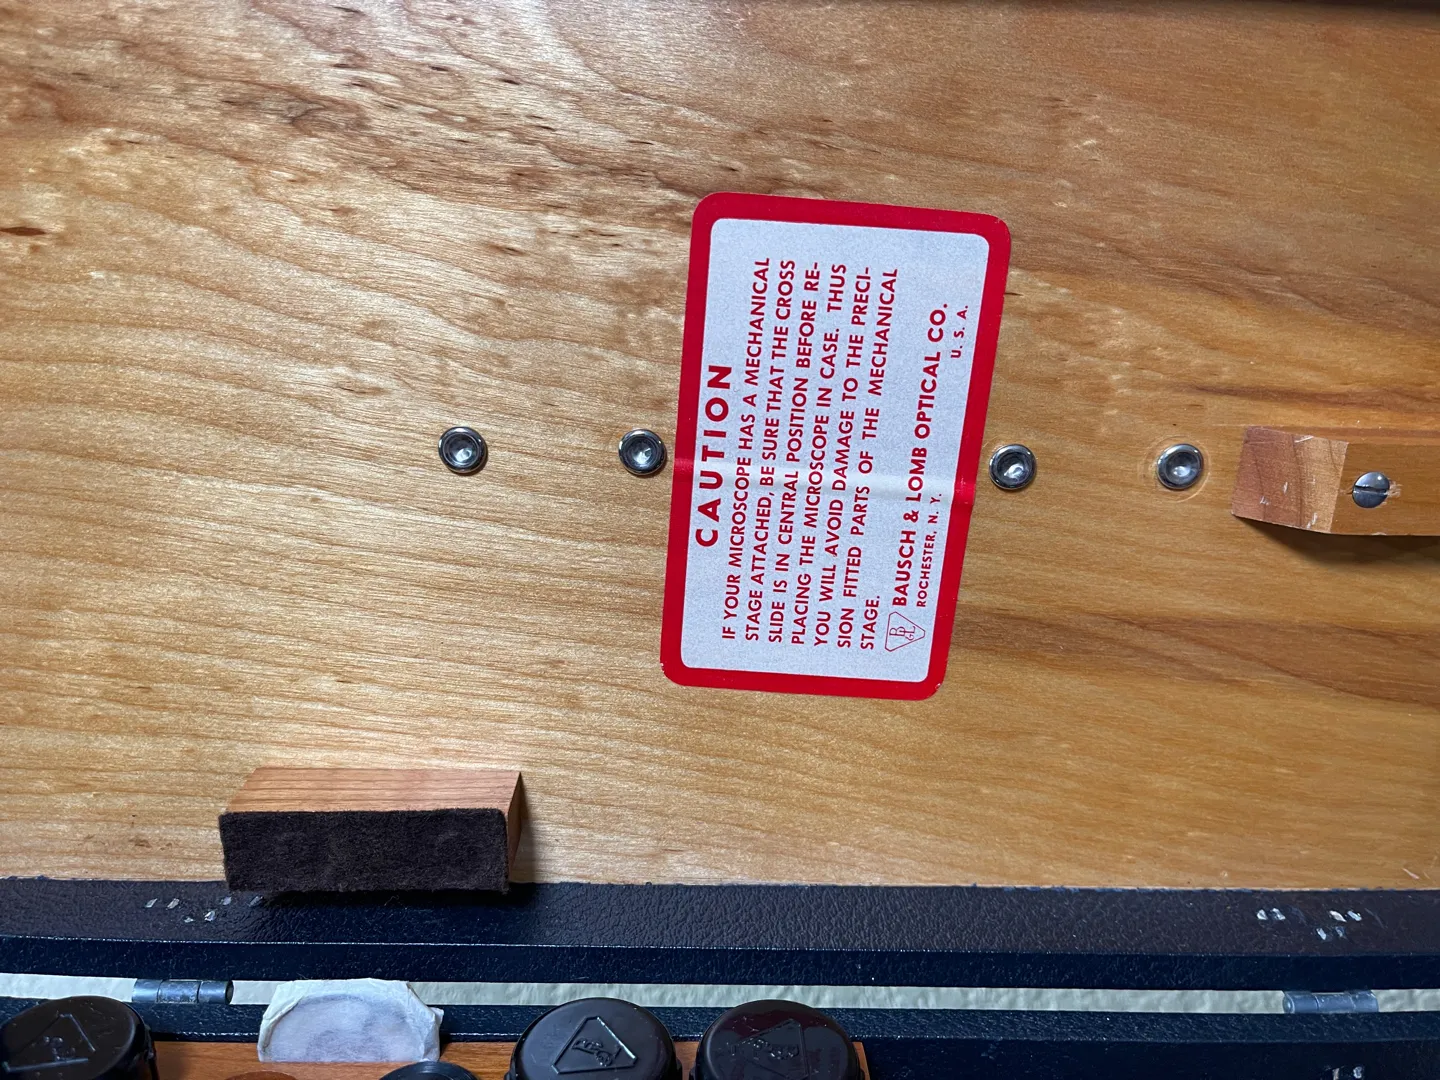 CAUTION
IF YOUR MICROSCOPE HAS A MECHANICAL
STAGE ATTACHED, BE SURE THAT THE CROSS
SLIDE IS IN CENTRAL POSITION BEFORE RE-
PLACING THE MICROSCOPE IN CASE. THUS
YOU WILL AVOID DAMAGE TO THE PRECI-
SION FITTED PARTS OF THE MECHANICAL
STAGE.
BAUSCH & LOMB OPTICAL CO.
ROCHESTER, N. Y. U. S. A.